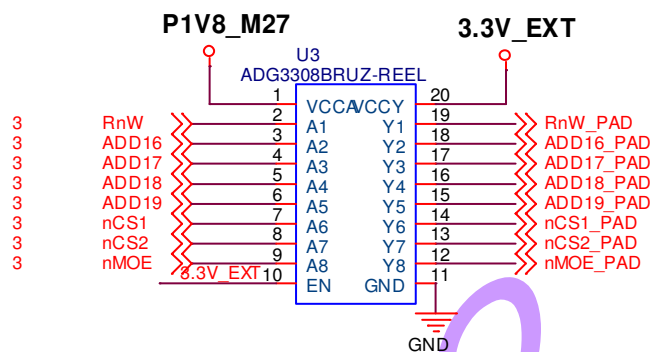 P1V8_M27 3.3V_EXT
U3
ADG3308BRUZ-REEL
1 VCCA VCCY 20
3 RnW 2 A1 Y1 19 RnW_PAD
3 ADD16 3 A2 Y2 18 ADD16_PAD
3 ADD17 4 A3 Y3 17 ADD17_PAD
3 ADD18 5 A4 Y4 16 ADD18_PAD
3 ADD19 6 A5 Y5 15 ADD19_PAD
3 nCS1 7 A6 Y6 14 nCS1_PAD
3 nCS2 8 A7 Y7 13 nCS2_PAD
3 nMOE 9 A8 Y8 12 nMOE_PAD
3.3V_EXT 10 EN GND 11
GND